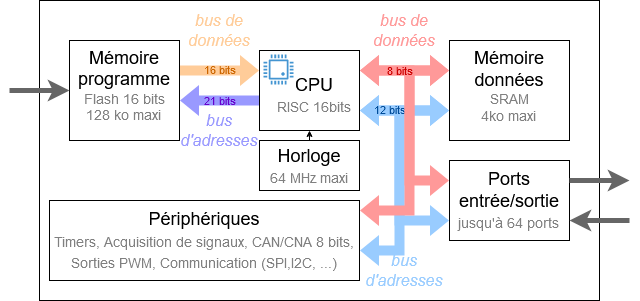 bus de
données
bus de
données
Mémoire
programme
Flash 16 bits
128 ko maxi
16 bits
21 bits
bus
d'adresses
CPU
RISC 16bits
8 bits
12 bits
Mémoire
données
SRAM
4ko maxi
Horloge
64 MHz maxi
Ports
entrée/sortie
jusqu'à 64 ports
Périphériques
Timers, Acquisition de signaux, CAN/CNA 8 bits,
Sorties PWM, Communication (SPI,I2C, ...)
bus
d'adresses